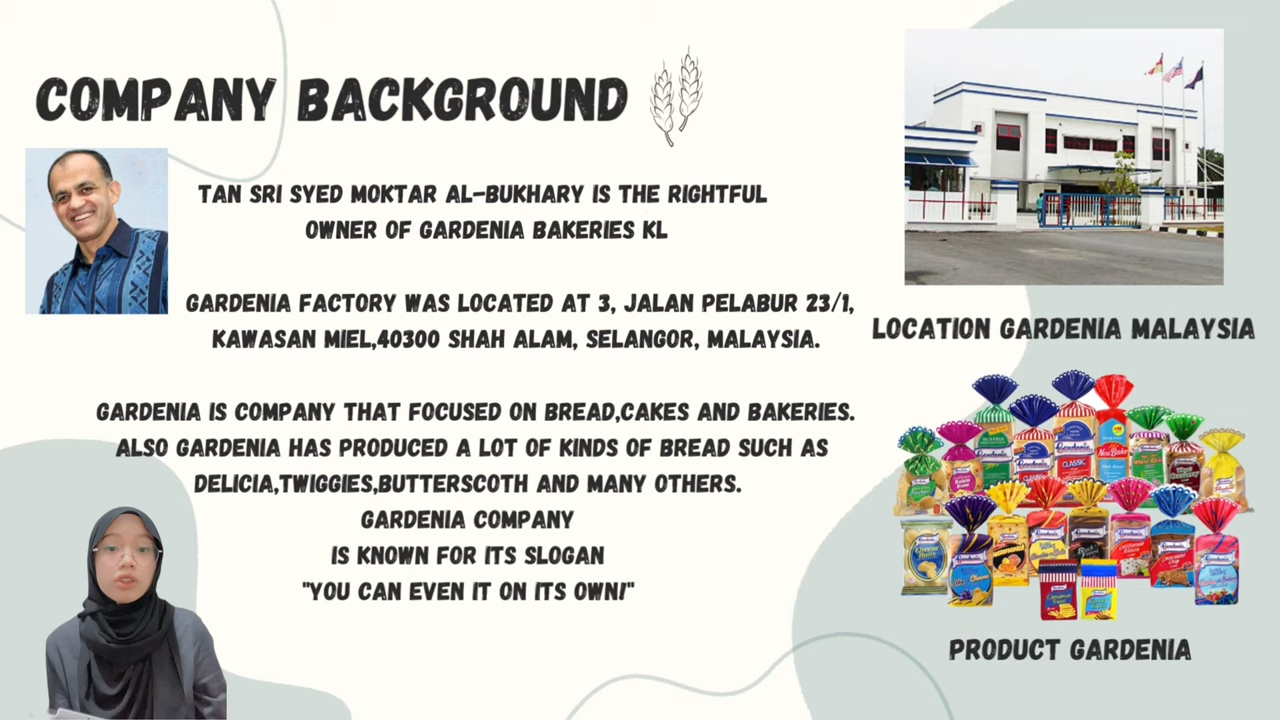 COMPANY BACKGROUND
TAN SRI SYED MOKTAR AL-BUKHARY IS THE RIGHTFUL
OWNER OF GARDENIA BAKERIES KL
GARDENIA FACTORY WAS LOCATED AT 3, JALAN PELABUR 23/1,
KAWASAN MIEL,40300 SHAH ALAM, SELANGOR, MALAYSIA.
GARDENIA IS COMPANY THAT FOCUSED ON BREAD,CAKES AND BAKERIES.
ALSO GARDENIA HAS PRODUCED A LOT OF KINDS OF BREAD SUCH AS
DELICIA,TWIGGIES,BUTTERSCOTH AND MANY OTHERS.
GARDENIA COMPANY
IS KNOWN FOR ITS SLOGAN
"YOU CAN EVEN IT ON ITS OWN!"
LOCATION GARDENIA MALAYSIA
Gardenia
CLASSIC
PRODUCT GARDENIA